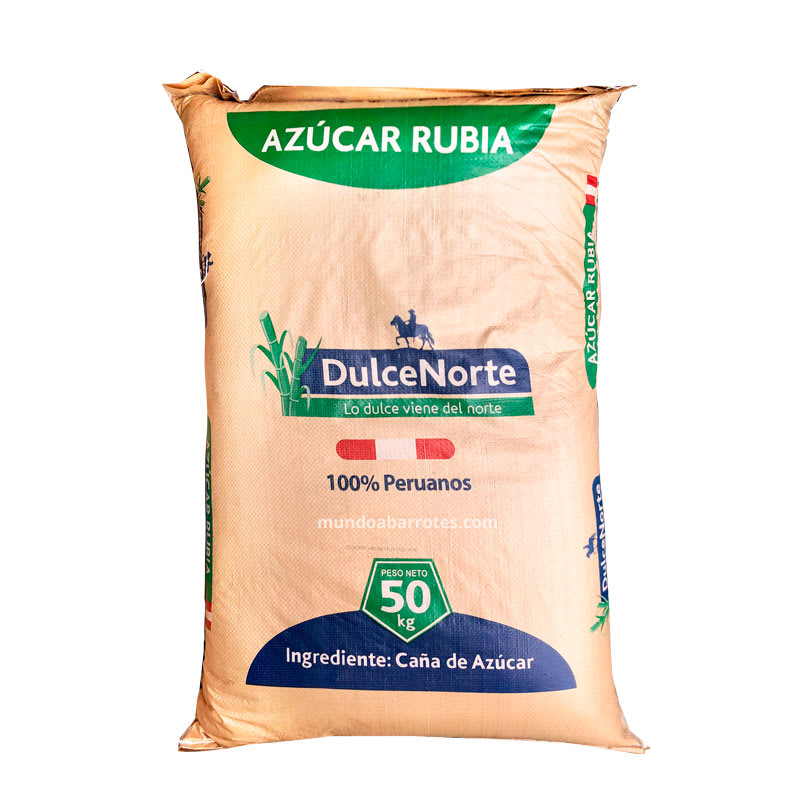 AZÚCAR RUBIA
DulceNorte
Lo dulce viene del norte
100% Peruanos
mundoabarrotes.com
PESO NETO
50
kg
Ingrediente: Caña de Azúcar
AZÚCAR RUBIA
DulceNorte
AZÚCAR RUBIA